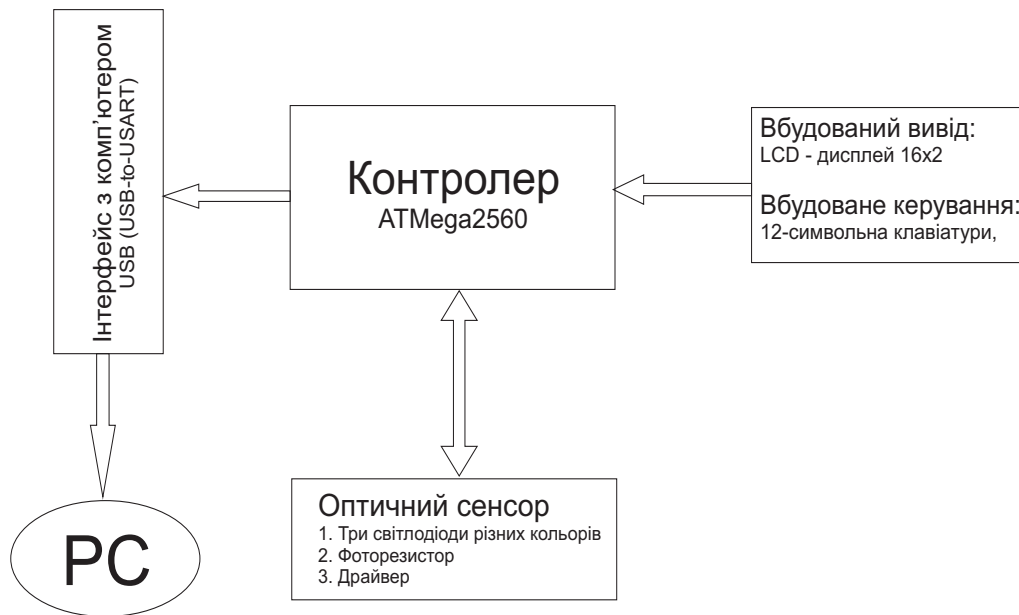 Інтерфейс з комп'ютером
USB (USB-to-USART)
Контролер
ATMega2560
Вбудований вивід:
LCD - дисплей 16x2
Вбудоване керування:
12-символьна клавіатури,
Оптичний сенсор
1. Три світлодіоди різних кольорів
2. Фоторезистор
3. Драйвер
PC